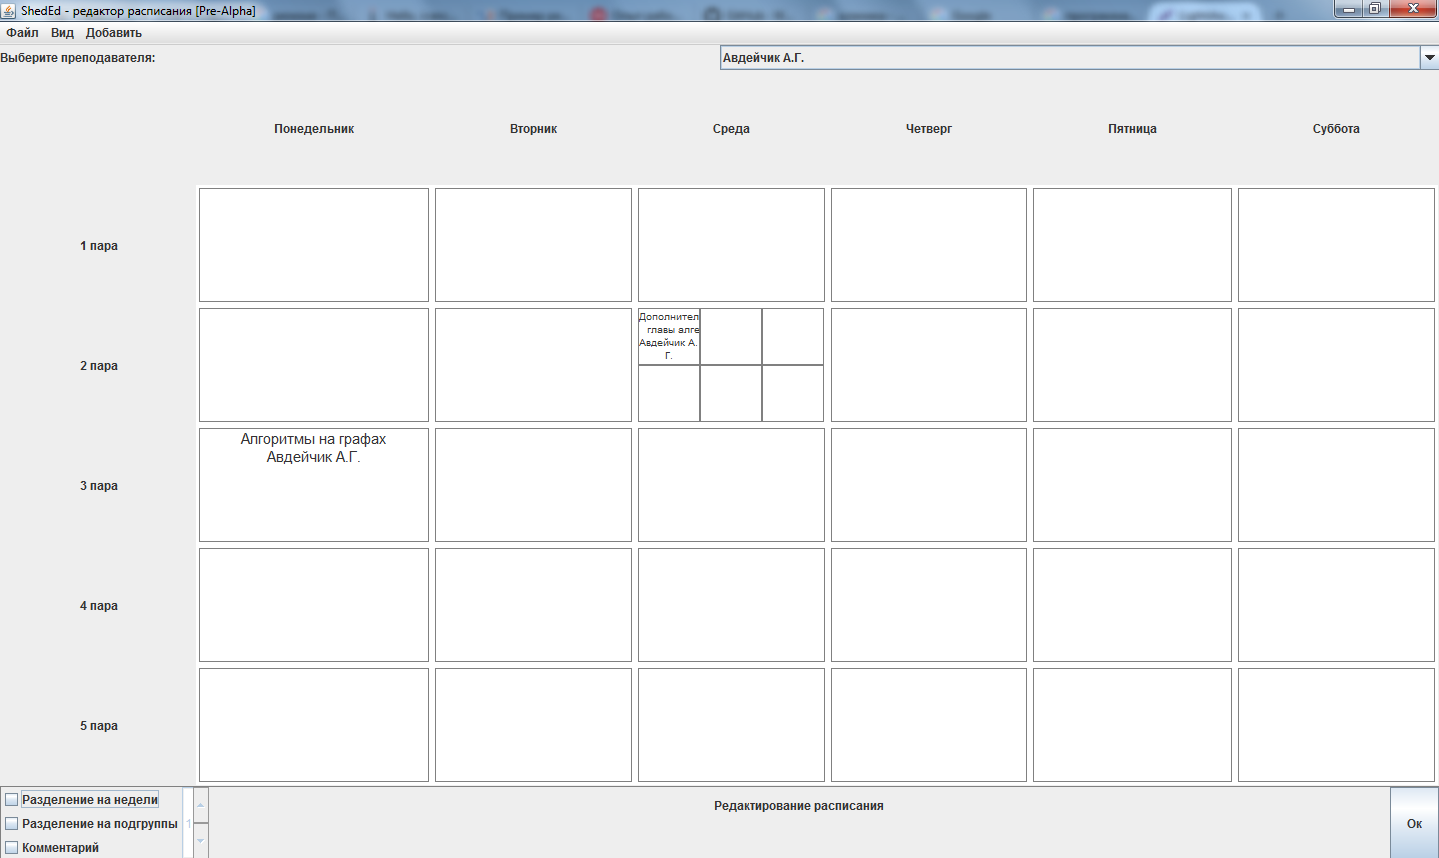 ShedEd - редактор расписания [Pre-Alpha]
Файл Вид Добавить
Выберите преподавателя: Авдейчик А.Г.
Понедельник Вторник Среда Четверг Пятница Суббота
1 пара
2 пара
Дополнител
главы алге
Авдейчик А.
Г.
3 пара
Алгоритмы на графах
Авдейчик А.Г.
4 пара
5 пара
Разделение на недели
Разделение на подгруппы
1
Комментарий
Редактирование расписания
Ок